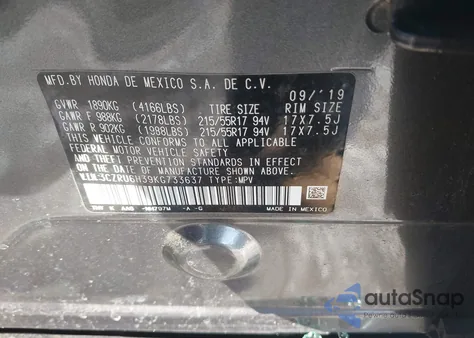 MFD.BY HONDA DE MEXICO S.A. DE C.V.
09/'19
GVWR 1890KG (4166LBS) TIRE SIZE RIM SIZE
GAWR F 988KG (2178LBS) 215/55R17 94V 17X7.5J
GAWR R 902KG (1988LBS) 215/55R17 94V 17X7.5J
THIS VEHICLE CONFORMS TO ALL APPLICABLE
FEDERAL MOTOR VEHICLE SAFETY STANDARDS
IN EFFECT ON THE DATE OF MANUFACTURE SHOWN ABOVE.
TYPE:MPV
-A -G
MADE IN MEXICO
autoSnap